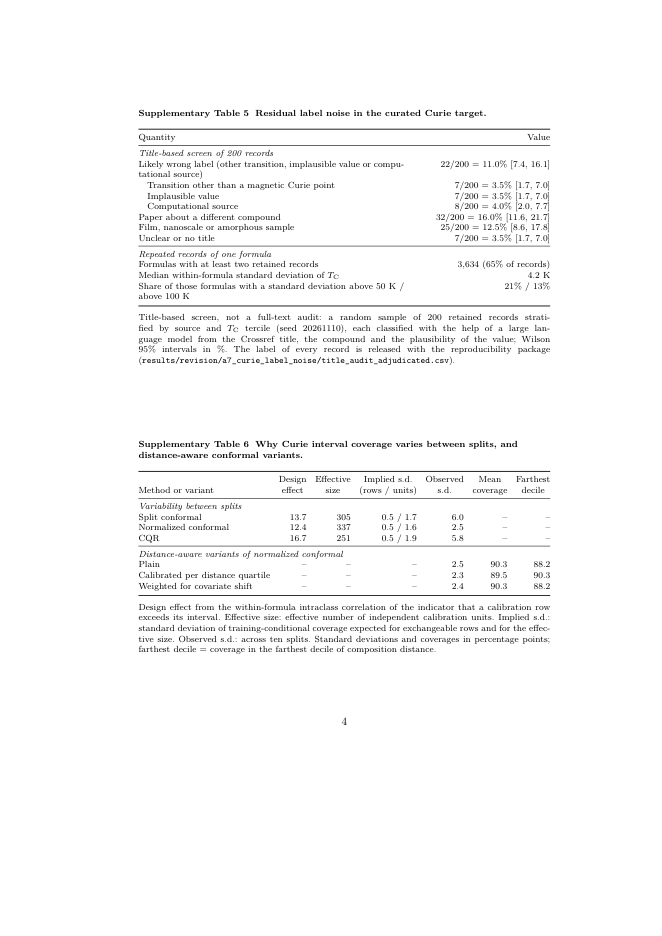 Supplementary Table 5 Residual label noise in the curated Curie target.
Quantity Value
Title-based screen of 200 records
Likely wrong label (other transition, implausible value or compu- 22/200 = 11.0% [7.4, 16.1]
tational source)
Transition other than a magnetic Curie point 7/200 = 3.5% [1.7, 7.0]
Implausible value 7/200 = 3.5% [1.7, 7.0]
Computational source 8/200 = 4.0% [2.0, 7.7]
Paper about a different compound 32/200 = 16.0% [11.6, 21.7]
Film, nanoscale or amorphous sample 25/200 = 12.5% [8.6, 17.8]
Unclear or no title 7/200 = 3.5% [1.7, 7.0]
Repeated records of one formula
Formulas with at least two retained records 3,634 (65% of records)
Median within-formula standard deviation of T_C 4.2 K
Share of those formulas with a standard deviation above 50 K / 21% / 13%
above 100 K
Title-based screen, not a full-text audit: a random sample of 200 retained records strati-
fied by source and T_C tercile (seed 20261110), each classified with the help of a large lan-
guage model from the Crossref title, the compound and the plausibility of the value; Wilson
95% intervals in %. The label of every record is released with the reproducibility package
(results/revision/a7_curie_label_noise/title_audit_adjudicated.csv).
Supplementary Table 6 Why Curie interval coverage varies between splits, and
distance-aware conformal variants.
Design Effective Implied s.d. Observed Mean Farthest
Method or variant effect size (rows / units) s.d. coverage decile
Variability between splits
Split conformal 13.7 305 0.5 / 1.7 6.0 – –
Normalized conformal 12.4 337 0.5 / 1.6 2.5 – –
CQR 16.7 251 0.5 / 1.9 5.8 – –
Distance-aware variants of normalized conformal
Plain – – – 2.5 90.3 88.2
Calibrated per distance quartile – – – 2.3 89.5 90.3
Weighted for covariate shift – – – 2.4 90.3 88.2
Design effect from the within-formula intraclass correlation of the indicator that a calibration row
exceeds its interval. Effective size: effective number of independent calibration units. Implied s.d.:
standard deviation of training-conditional coverage expected for exchangeable rows and for the effec-
tive size. Observed s.d.: across ten splits. Standard deviations and coverages in percentage points;
farthest decile = coverage in the farthest decile of composition distance.
4